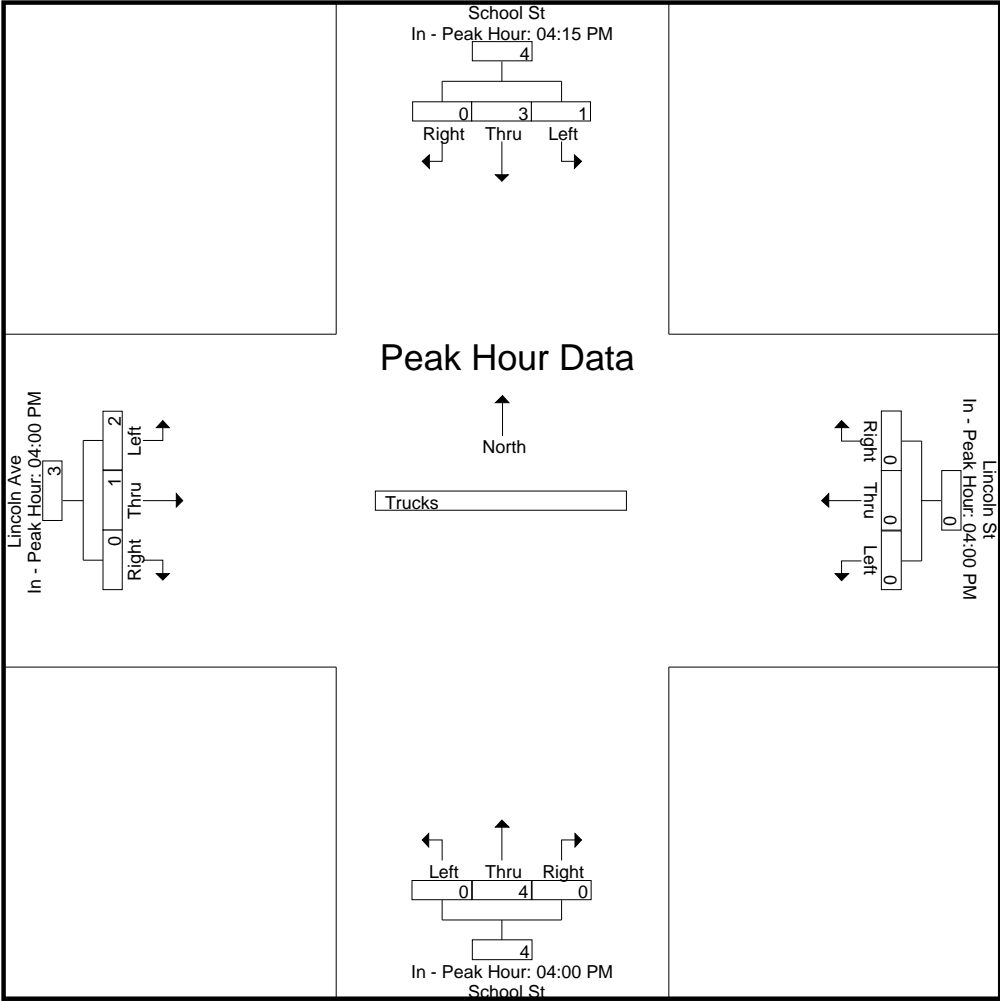 School St
In - Peak Hour: 04:15 PM
4
0 3 1
Right Thru Left
Peak Hour Data
North
Trucks
Lincoln Ave
In - Peak Hour: 04:00 PM
3
2 1 0
Left Thru Right
Lincoln St
In - Peak Hour: 04:00 PM
0
0 0 0
Right Thru Left
Left Thru Right
0 4 0
4
In - Peak Hour: 04:00 PM
School St